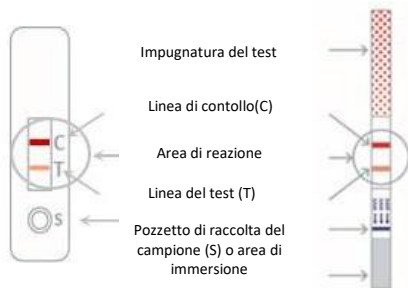 Impugnatura del test
Linea di contollo(C)
C
Area di reazione
T
Linea del test (T)
S
Pozzetto di raccolta del
campione (S) o area di
immersione